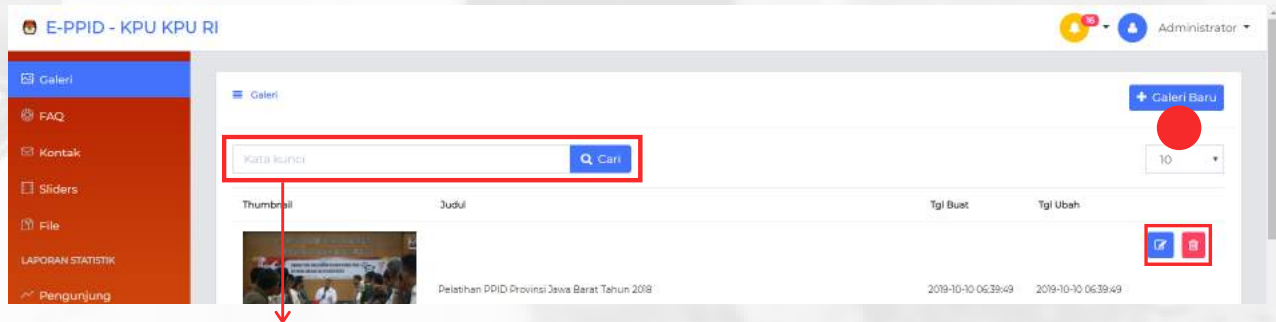 E-PPID - KPU KPU RI
16
Administrator
Galeri
FAQ
Kontak
Sliders
File
LAPORAN STATISTIK
Pengunjung
Galeri
Galeri Baru
Kata kunci
Cari
10
Thumbnail Judul Tgl Buat Tgl Ubah
Pelatihan PPID Provinsi Jawa Barat Tahun 2018 2019-10-10 06:39:49 2019-10-10 06:39:49